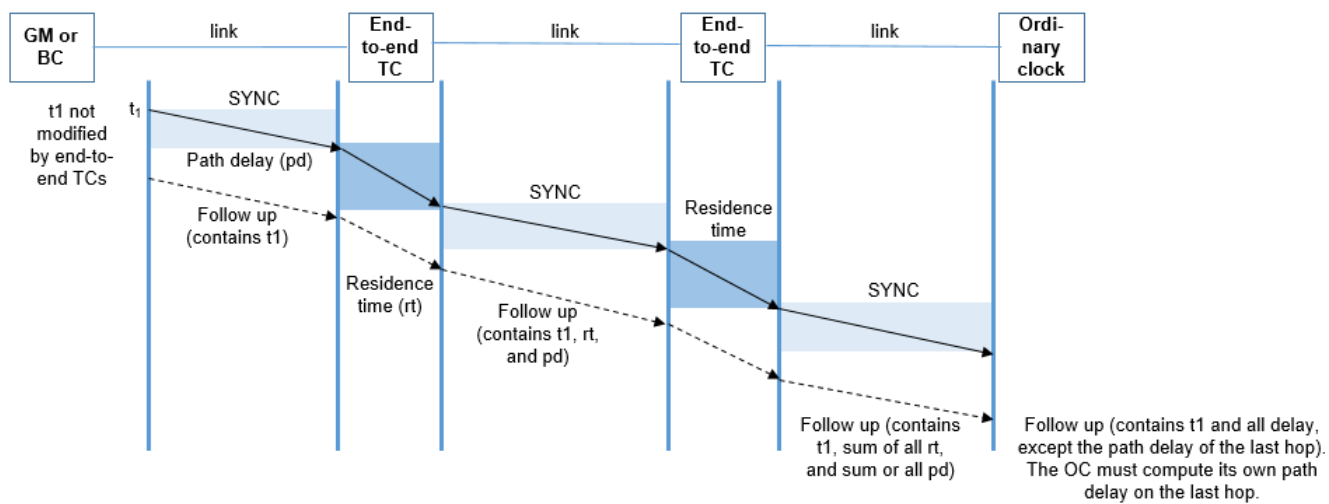 GM or
BC
link
End-
to-end
TC
link
End-
to-end
TC
link
Ordi-
nary
clock
t1 not
modified
by end-to-
end TCs
t1
SYNC
Path delay (pd)
Follow up
(contains t1)
Residence
time (rt)
SYNC
Follow up
(contains t1, rt,
and pd)
Residence
time
SYNC
Follow up (contains
t1, sum of all rt,
and sum or all pd)
Follow up (contains t1 and all delay,
except the path delay of the last hop).
The OC must compute its own path
delay on the last hop.